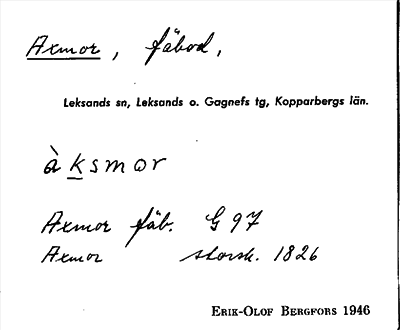 Axmor, fäbod,
Leksands sn, Leksands o. Gagnefs tg, Kopparbergs län.
àksmor
Axmor fäb. G 97
Axmor storsk. 1826
ERIK-OLOF BERGFORS 1946